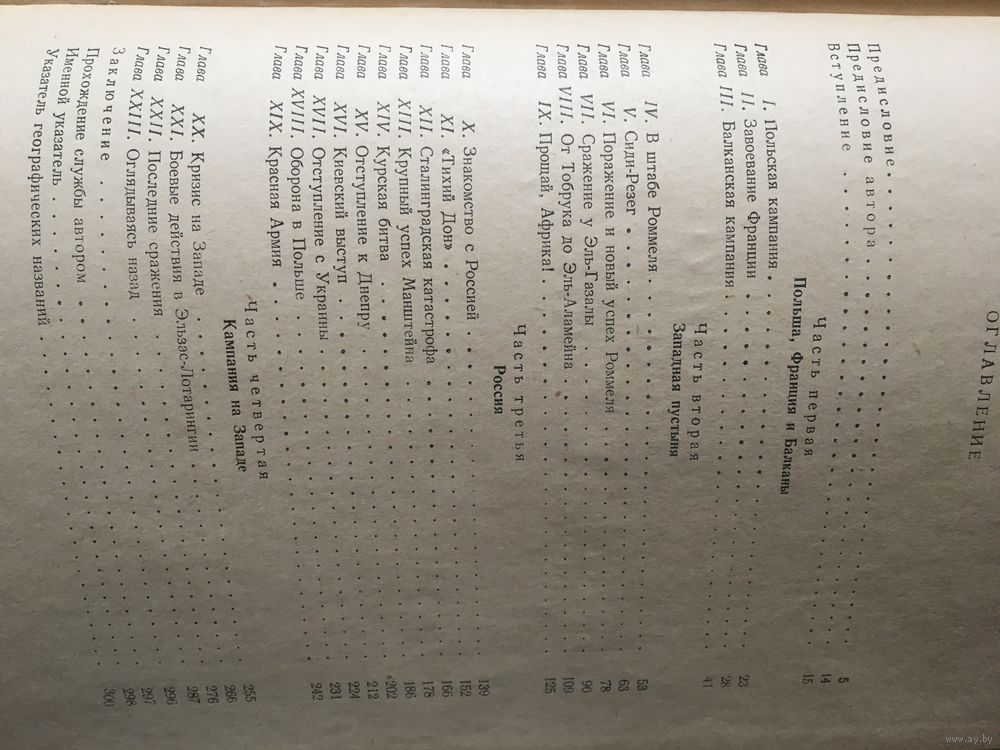 ОГЛАВЛЕНИЕ
Предисловие 5
Предисловие автора 14
Вступление 15
Часть первая
Польша, Франция и Балканы
Глава I. Польская кампания 23
Глава II. Завоевание Франции 28
Глава III. Балканская кампания 41
Часть вторая
Западная пустыня
Глава IV. В штабе Роммеля 53
Глава V. Сиди-Резег 63
Глава VI. Поражение и новый успех Роммеля 78
Глава VII. Сражение у Эль-Газалы 90
Глава VIII. От Тобрука до Эль-Аламейна 109
Глава IX. Прощай, Африка! 125
Часть третья
Россия
Глава X. Знакомство с Россией 139
Глава XI. «Тихий Дон» 152
Глава XII. Сталинградская катастрофа 166
Глава XIII. Крупный успех Манштейна 178
Глава XIV. Курская битва 186
Глава XV. Отступление к Днепру 202
Глава XVI. Киевский выступ 212
Глава XVII. Отступление с Украины 224
Глава XVIII. Оборона в Польше 231
Глава XIX. Красная Армия 242
Часть четвертая
Кампания на Западе
Глава XX. Кризис на Западе 255
Глава XXI. Боевые действия в Эльзас-Лотарингии 266
Глава XXII. Последние сражения 276
Глава XXIII. Оглядываясь назад 287
Заключение 296
Прохождение службы автором 297
Именной указатель 298
Указатель географических названий 300
www.ay.by